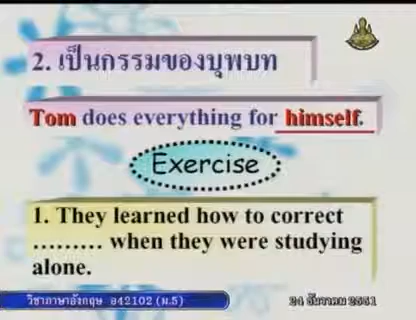 2. เป็นกรรมของบุพบท
Tom does everything for himself.
Exercise
1. They learned how to correct
……… when they were studying
alone.
วิชาภาษาอังกฤษ อ42102 (ม.5)
24 ธันวาคม 2551